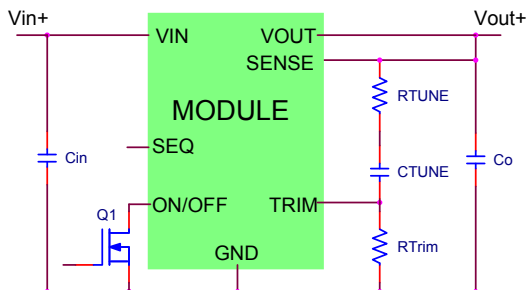 Vin+
Vout+
VIN
VOUT
SENSE
RTUNE
MODULE
Cin
SEQ
CTUNE
Co
Q1
ON/OFF
TRIM
RTrim
GND